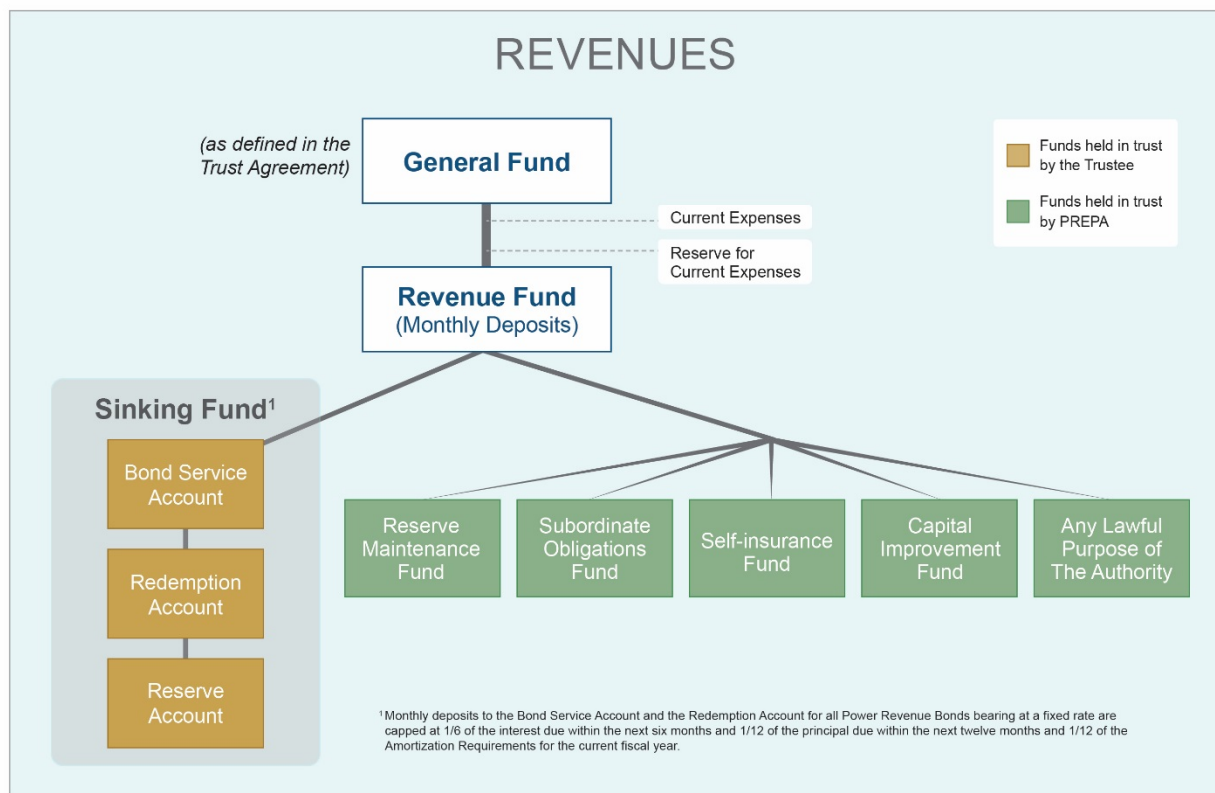 REVENUES
(as defined in the
Trust Agreement)
General Fund
Funds held in trust
by the Trustee
Funds held in trust
by PREPA
Current Expenses
Reserve for
Current Expenses
Revenue Fund
(Monthly Deposits)
Sinking Fund¹
Bond Service
Account
Redemption
Account
Reserve
Account
Reserve
Maintenance
Fund
Subordinate
Obligations
Fund
Self-insurance
Fund
Capital
Improvement
Fund
Any Lawful
Purpose of
The Authority
¹ Monthly deposits to the Bond Service Account and the Redemption Account for all Power Revenue Bonds bearing at a fixed rate are
capped at 1/6 of the interest due within the next six months and 1/12 of the principal due within the next twelve months and 1/12 of the
Amortization Requirements for the current fiscal year.